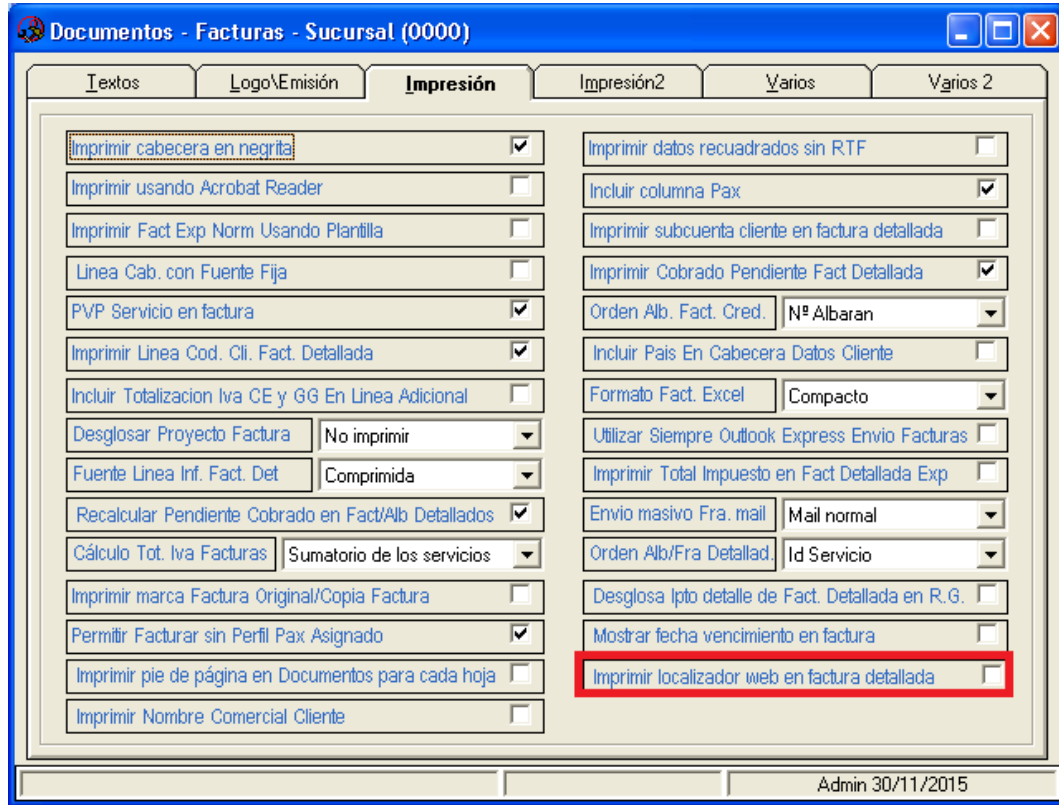 Documentos - Facturas - Sucursal (0000)
Textos
Logo\Emisión
Impresión
Impresión2
Varios
Varios 2
Imprimir cabecera en negrita
Imprimir usando Acrobat Reader
Imprimir Fact Exp Norm Usando Plantilla
Linea Cab. con Fuente Fija
PVP Servicio en factura
Imprimir Linea Cod. Cli. Fact. Detallada
Incluir Totalizacion Iva CE y GG En Linea Adicional
Desglosar Proyecto Factura No imprimir
Fuente Linea Inf. Fact. Det Comprimida
Recalcular Pendiente Cobrado en Fact/Alb Detallados
Cálculo Tot. Iva Facturas Sumatorio de los servicios
Imprimir marca Factura Original/Copia Factura
Permitir Facturar sin Perfil Pax Asignado
Imprimir pie de página en Documentos para cada hoja
Imprimir Nombre Comercial Cliente
Imprimir datos recuadrados sin RTF
Incluir columna Pax
Imprimir subcuenta cliente en factura detallada
Imprimir Cobrado Pendiente Fact Detallada
Orden Alb. Fact. Cred. Nº Albaran
Incluir Pais En Cabecera Datos Cliente
Formato Fact. Excel Compacto
Utilizar Siempre Outlook Express Envio Facturas
Imprimir Total Impuesto en Fact Detallada Exp
Envio masivo Fra. mail Mail normal
Orden Alb/Fra Detallad. Id Servicio
Desglosa Ipto detalle de Fact. Detallada en R.G.
Mostrar fecha vencimiento en factura
Imprimir localizador web en factura detallada
Admin 30/11/2015